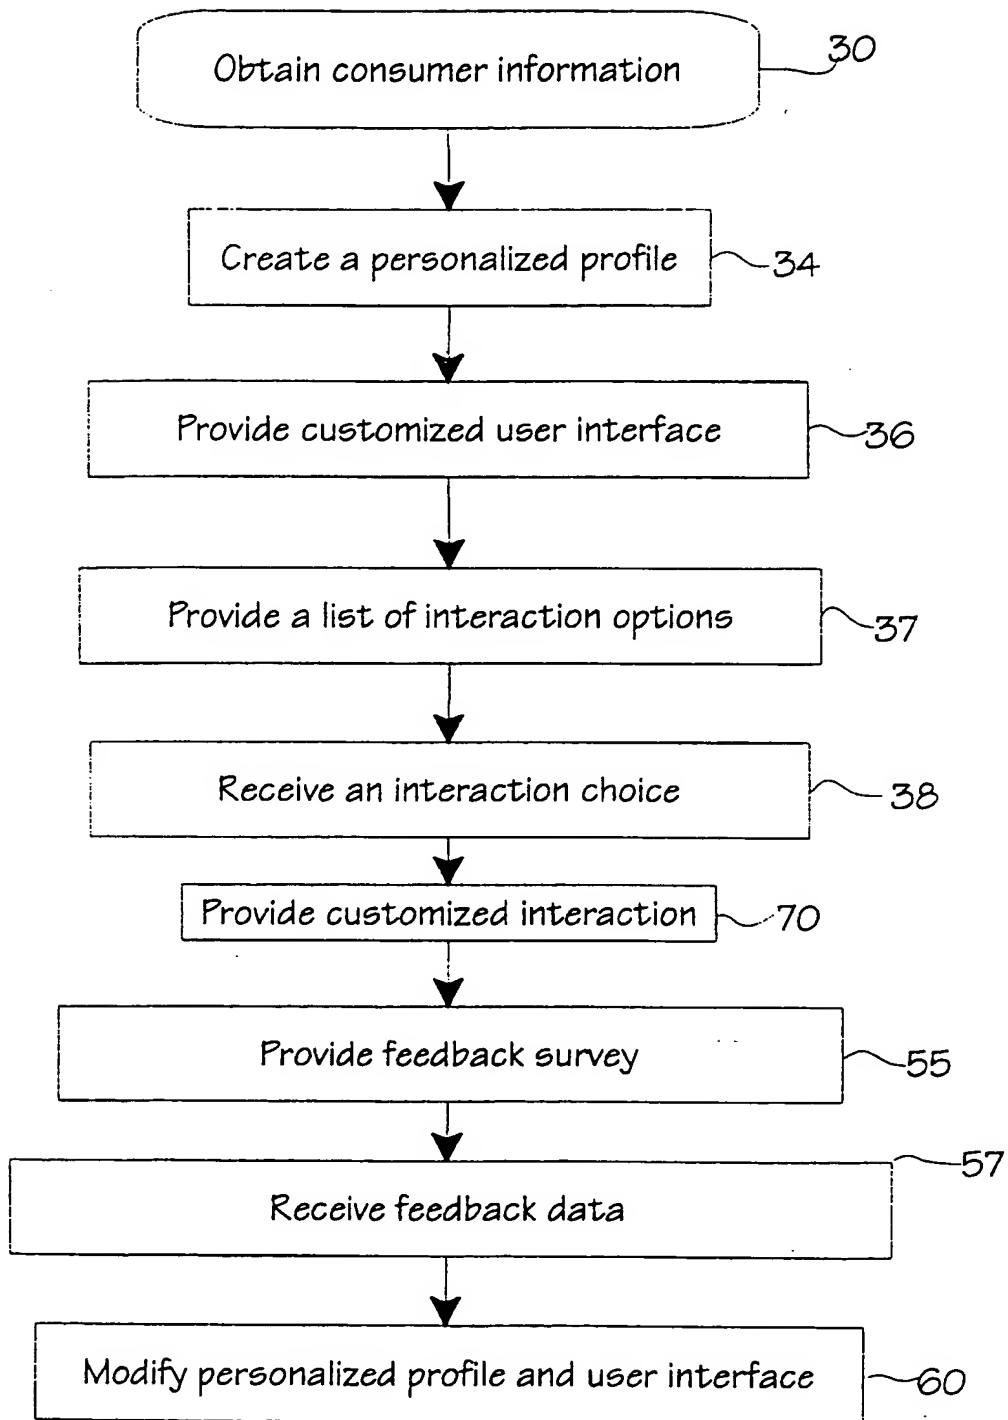 Obtain consumer information
30
Create a personalized profile
34
Provide customized user interface
36
Provide a list of interaction options
37
Receive an interaction choice
38
Provide customized interaction
70
Provide feedback survey
55
57
Receive feedback data
Modify personalized profile and user interface
60